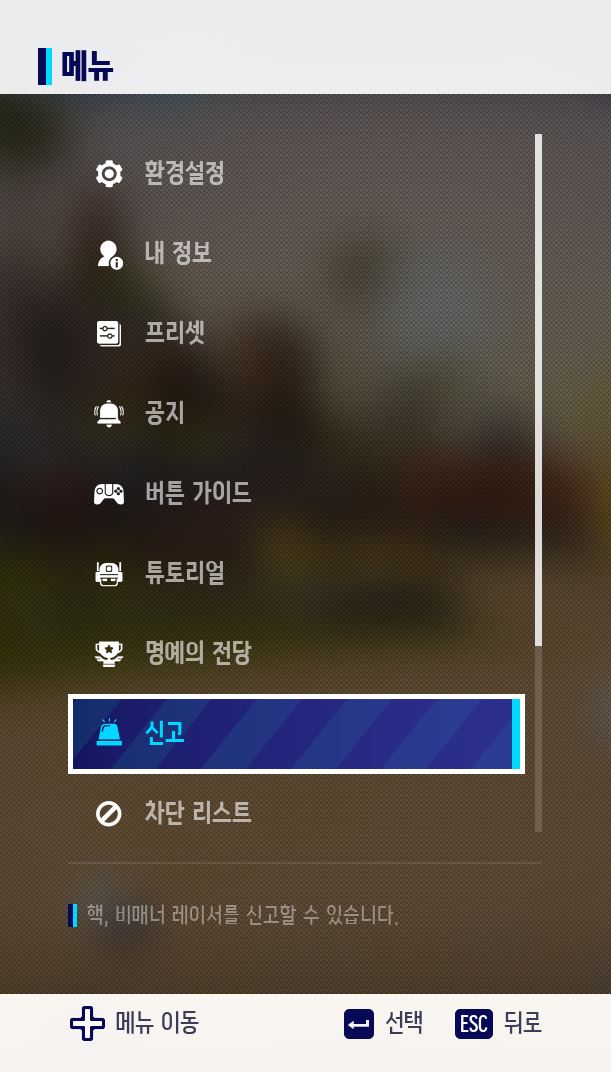 메뉴
환경설정
내 정보
프리셋
공지
버튼 가이드
튜토리얼
명예의 전당
신고
차단 리스트
핵, 비매너 레이서를 신고할 수 있습니다.
메뉴 이동 선택 ESC 뒤로